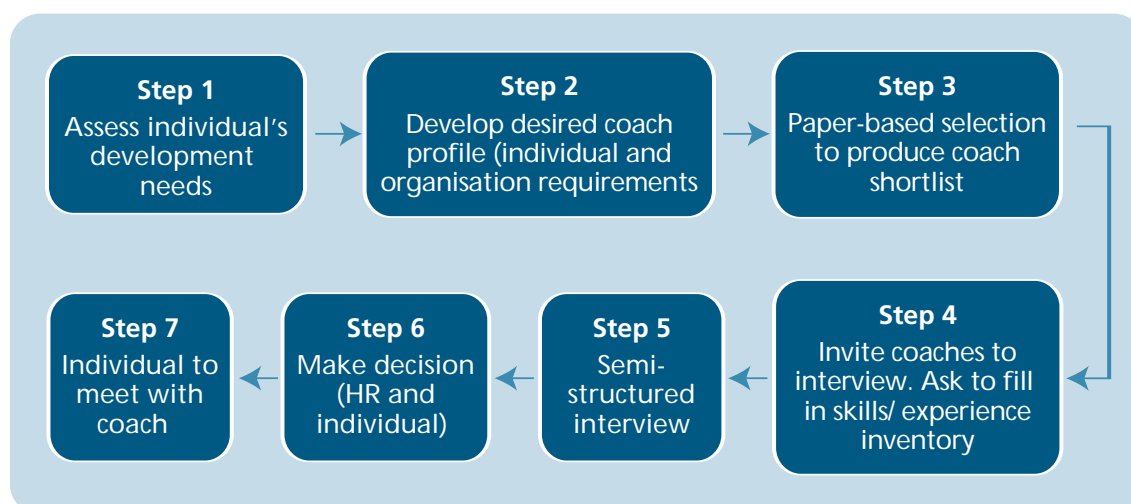 Step 1
Assess individual's
development
needs
Step 2
Develop desired coach
profile (individual and
organisation requirements
Step 3
Paper-based selection
to produce coach
shortlist
Step 4
Invite coaches to
interview. Ask to fill
in skills/ experience
inventory
Step 5
Semi-
structured
interview
Step 6
Make decision
(HR and
individual)
Step 7
Individual to
meet with
coach